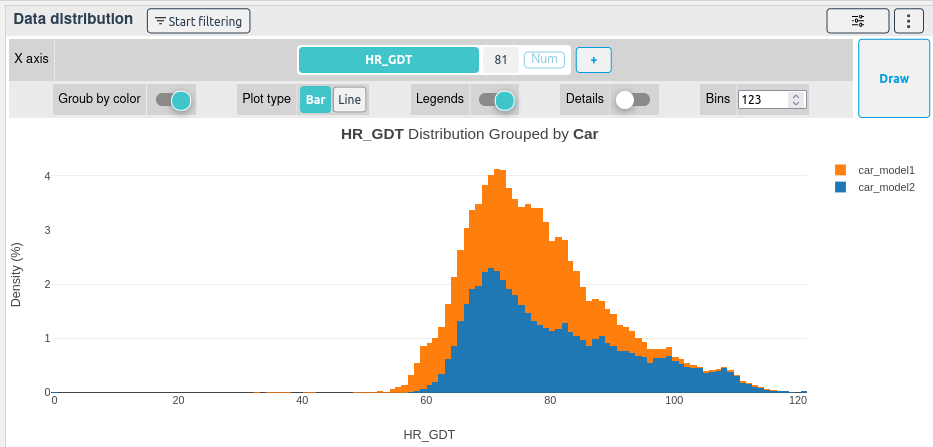 Data distribution Start filtering
X axis HR_GDT 81 Num + Draw
Groub by color Plot type Bar Line Legends Details Bins 123
HR_GDT Distribution Grouped by Car
car_model1
car_model2
Density (%)
4
3
2
1
0
0 20 40 60 80 100 120
HR_GDT